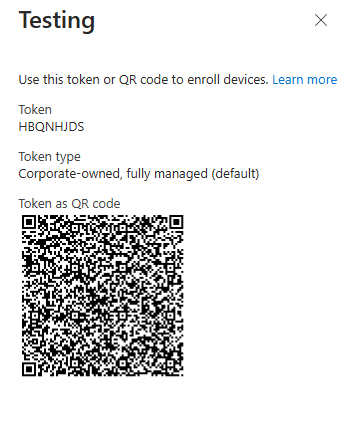 Testing
Use this token or QR code to enroll devices. Learn more
Token
HBQNHJDS
Token type
Corporate-owned, fully managed (default)
Token as QR code